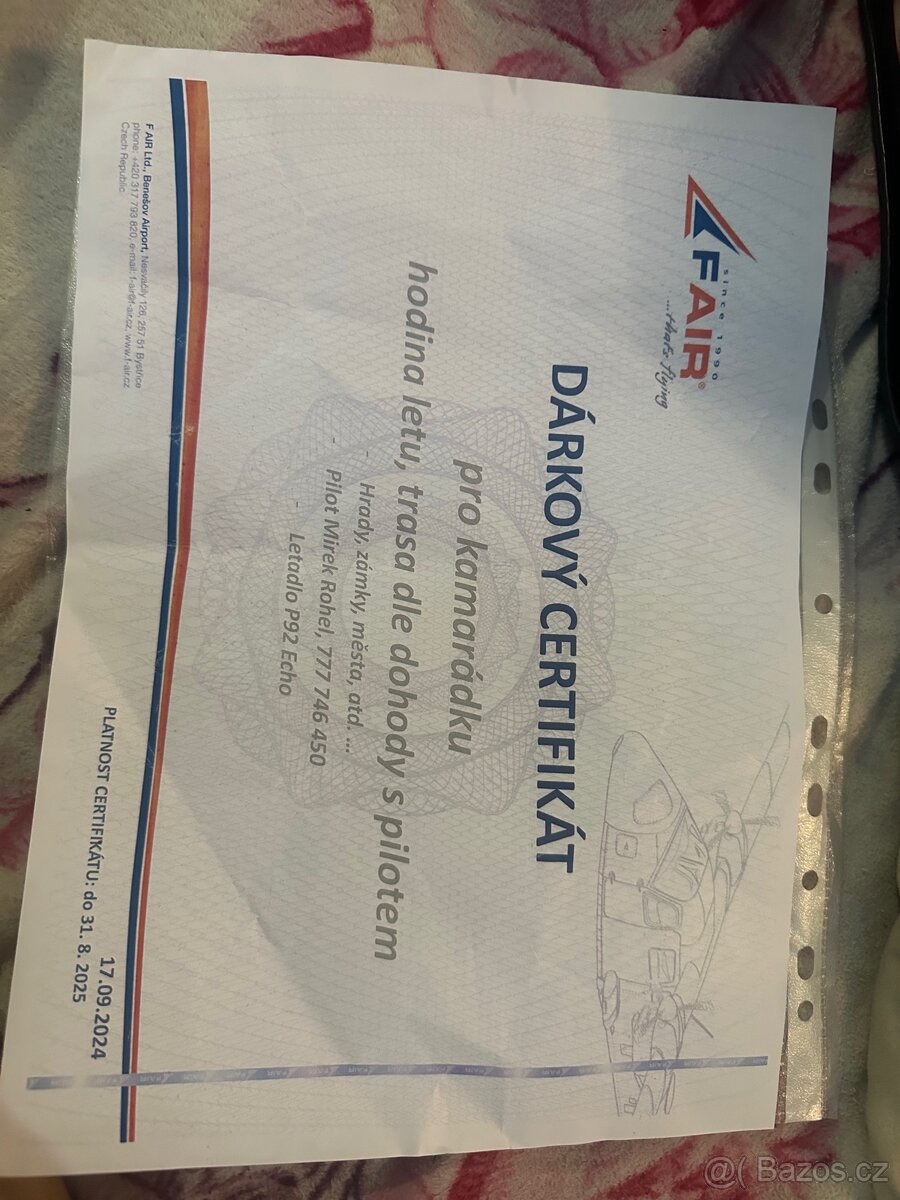 since 1990
FAIR®
...that's flying
DÁRKOVÝ CERTIFIKÁT
pro kamarádku
hodina letu, trasa dle dohody s pilotem
- Hrady, zámky, města, atd. ...
- Pilot Mirek Rohel, 777 746 450
- Letadlo P92 Echo
17.09.2024
PLATNOST CERTIFIKÁTU: do 31. 8. 2025
F AIR Ltd., Benešov Airport, Nesvačily 126, 257 51 Bystřice
phone: +420 317 793 820, e-mail: f-air@f-air.cz, www.f-air.cz
Czech Republic
@( Bazos.cz